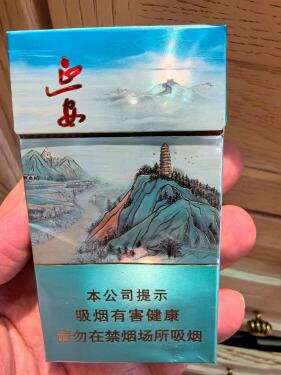 延安
本公司提示
吸烟有害健康
请勿在禁烟场所吸烟